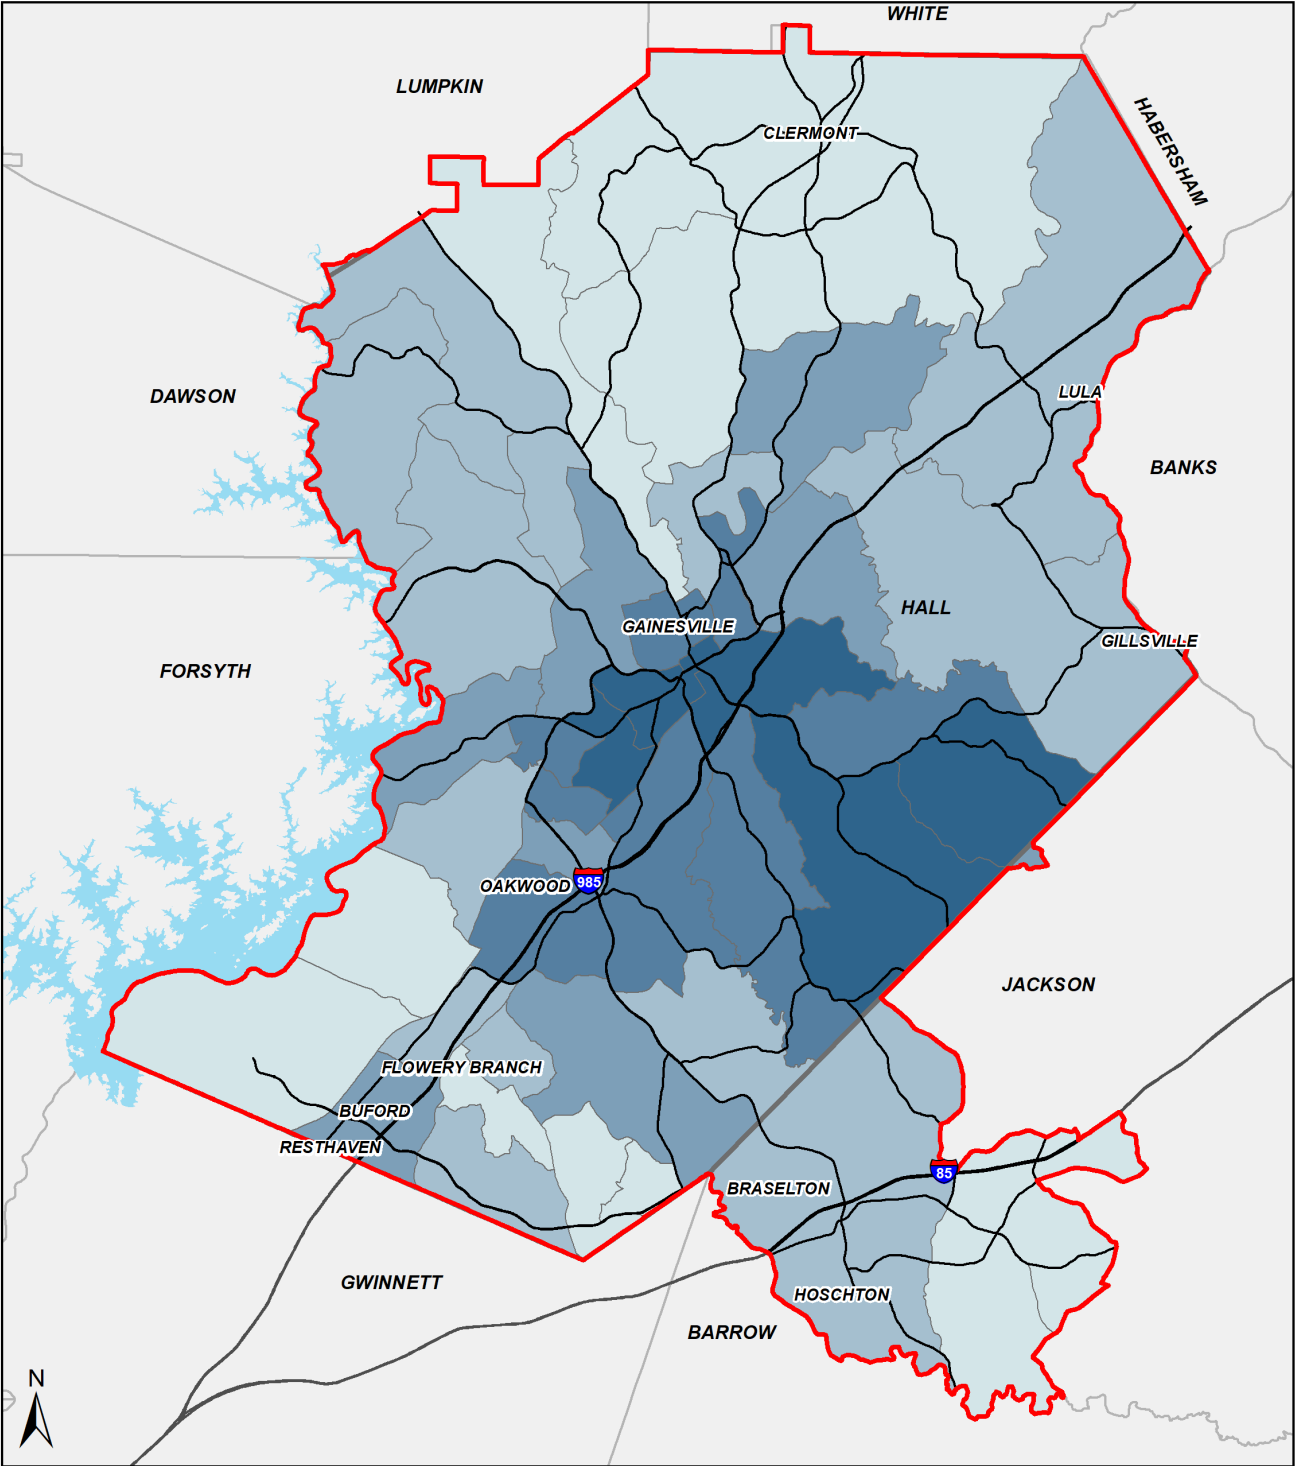 WHITE
LUMPKIN
HABERSHAM
CLERMONT
DAWSON
LULA
BANKS
HALL
GAINESVILLE
GILLSVILLE
FORSYTH
OAKWOOD
985
JACKSON
FLOWERY BRANCH
BUFORD
RESTHAVEN
85
BRASELTON
GWINNETT
HOSCHTON
BARROW
N